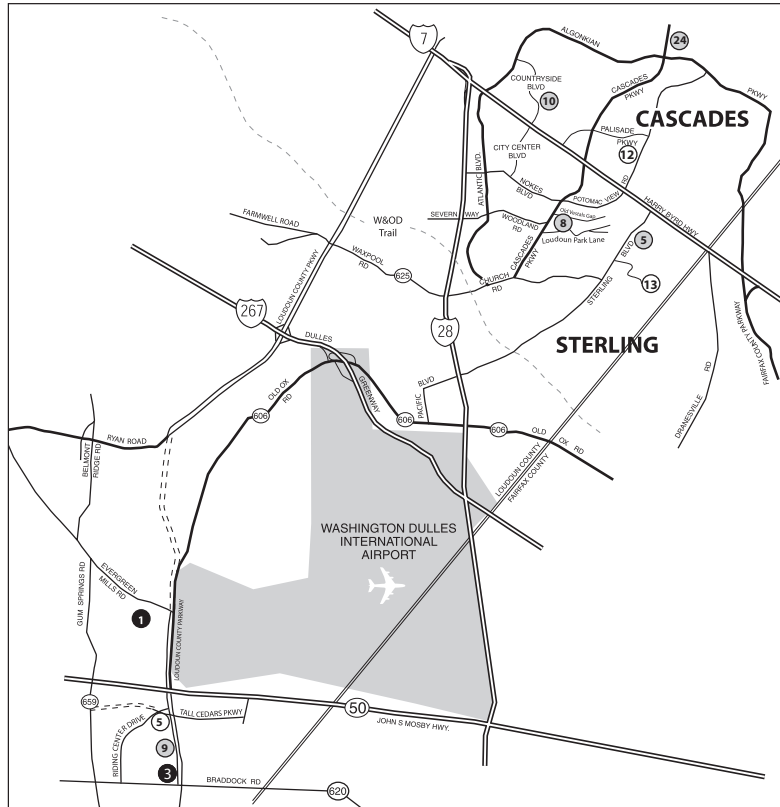 24
ALGONKIAN
7
COUNTRYSIDE
BLVD
CASCADES
PKWY
PKWY
10
CASCADES
PALISADE
PKWY
12
CITY CENTER
BLVD
ATLANTIC BLVD.
NOKES
BLVD
POTOMAC VIEW RD
HARRY BYRD HWY
FARMWELL ROAD
W&OD
Trail
SEVERN WAY
WOODLAND
RD
Old Vestals Gap
8
Loudoun Park Lane
5
WAXPOOL
RD
625
CHURCH
RD
CASCADES
PKWY
STERLING BLVD
13
LOUDOUN COUNTY PKWY
267
28
DULLES
GREENWAY
STERLING
FAIRFAX COUNTY PARKWAY
DRANESVILLE RD
OLD OX
RD
606
PACIFIC BLVD
606
606
OLD OX RD
RYAN ROAD
BELMONT
RIDGE RD
LOUDOUN COUNTY
FAIRFAX COUNTY
WASHINGTON DULLES
INTERNATIONAL
AIRPORT
GUM SPRINGS RD
EVERGREEN
MILLS RD
1
LOUDOUN COUNTY PARKWAY
659
RIDING CENTER DRIVE
5
TALL CEDARS PKWY
50
JOHN S MOSBY HWY.
9
3
BRADDOCK RD
620